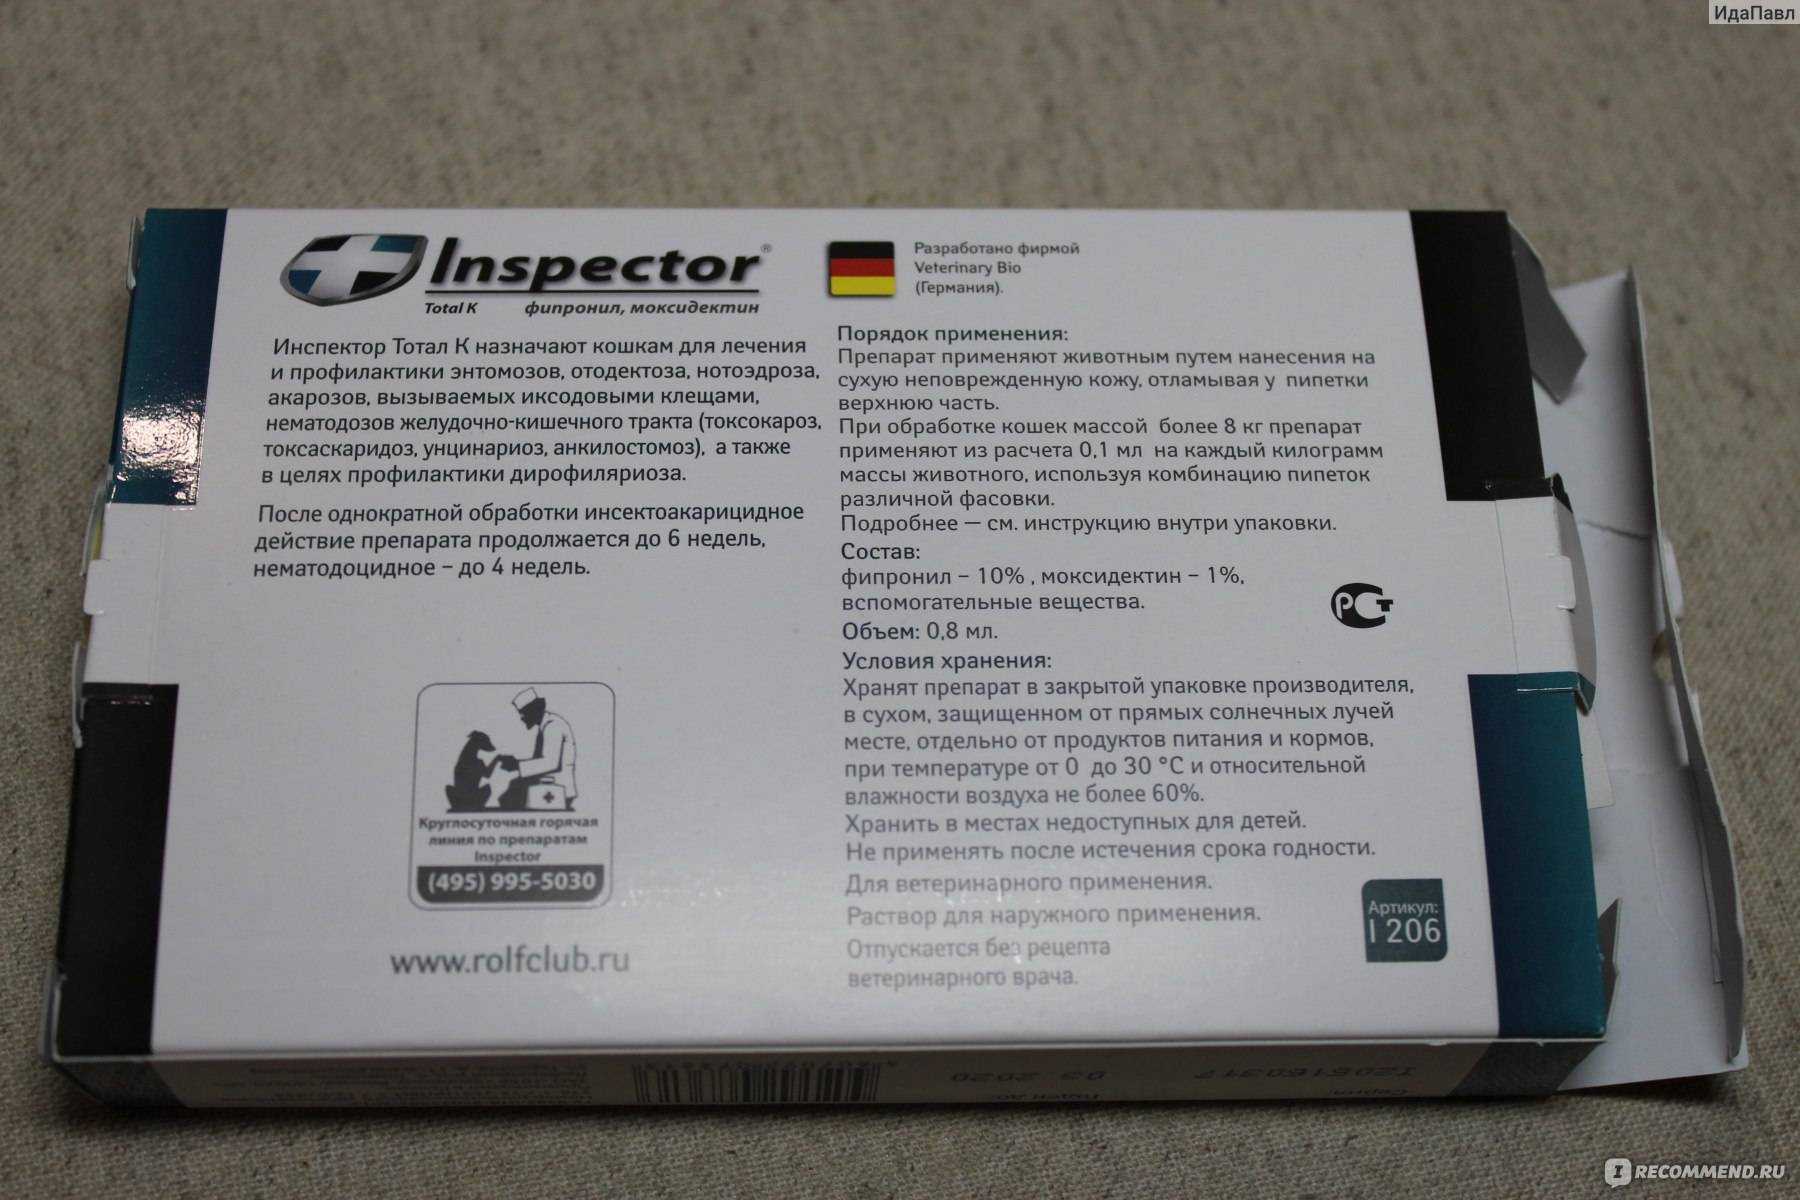 ИдаПавл
Inspector®
Total K фипронил, моксидектин
Инспектор Тотал К назначают кошкам для лечения
и профилактики энтомозов, отодектоза, нотоэдроза,
акарозов, вызываемых иксодовыми клещами,
нематодозов желудочно-кишечного тракта (токсокароз,
токсаскаридоз, унцинариоз, анкилостомоз), а также
в целях профилактики дирофиляриоза.
После однократной обработки инсектоакарицидное
действие препарата продолжается до 6 недель,
нематодоцидное – до 4 недель.
Круглосуточная горячая
линия по препаратам
Inspector
(495) 995-5030
www.rolfclub.ru
Разработано фирмой
Veterinary Bio
(Германия).
Порядок применения:
Препарат применяют животным путем нанесения на
сухую неповрежденную кожу, отламывая у пипетки
верхнюю часть.
При обработке кошек массой более 8 кг препарат
применяют из расчета 0,1 мл на каждый килограмм
массы животного, используя комбинацию пипеток
различной фасовки.
Подробнее — см. инструкцию внутри упаковки.
Состав:
фипронил – 10% , моксидектин – 1%,
вспомогательные вещества.
Объем: 0,8 мл.
РСТ
Условия хранения:
Хранят препарат в закрытой упаковке производителя,
в сухом, защищенном от прямых солнечных лучей
месте, отдельно от продуктов питания и кормов,
при температуре от 0 до 30 °С и относительной
влажности воздуха не более 60%.
Хранить в местах недоступных для детей.
Не применять после истечения срока годности.
Для ветеринарного применения.
Раствор для наружного применения.
Отпускается без рецепта
ветеринарного врача.
Артикул:
I 206
Серия:
Годен до:
03 2020
I RECOMMEND.RU